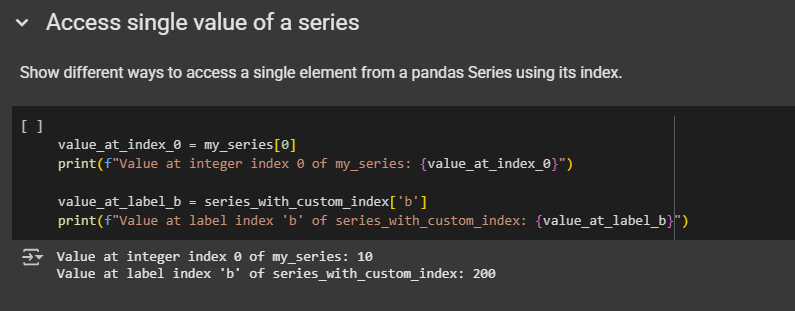 Access single value of a series
Show different ways to access a single element from a pandas Series using its index.
[ ]
value_at_index_0 = my_series[0]
print(f"Value at integer index 0 of my_series: {value_at_index_0}")
value_at_label_b = series_with_custom_index['b']
print(f"Value at label index 'b' of series_with_custom_index: {value_at_label_b}")
Value at integer index 0 of my_series: 10
Value at label index 'b' of series_with_custom_index: 200